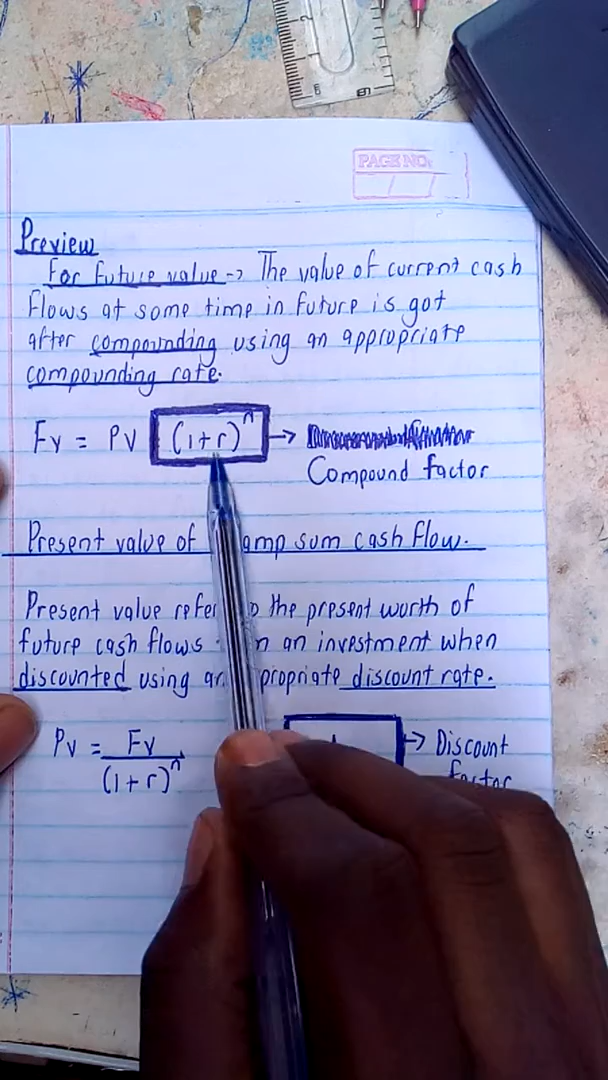 PAGE NO.
Preview
For Future value -> The value of current cash
flows at some time in future is got
after compounding using an appropriate
compounding rate.
Fv = Pv (1+r)^n ->
Compound factor
Present value of amp sum cash flow.
Present value refer the present worth of
future cash flows an investment when
discounted using propriate discount rate.
Pv = Fv -> Discount
(1+r)^n factor